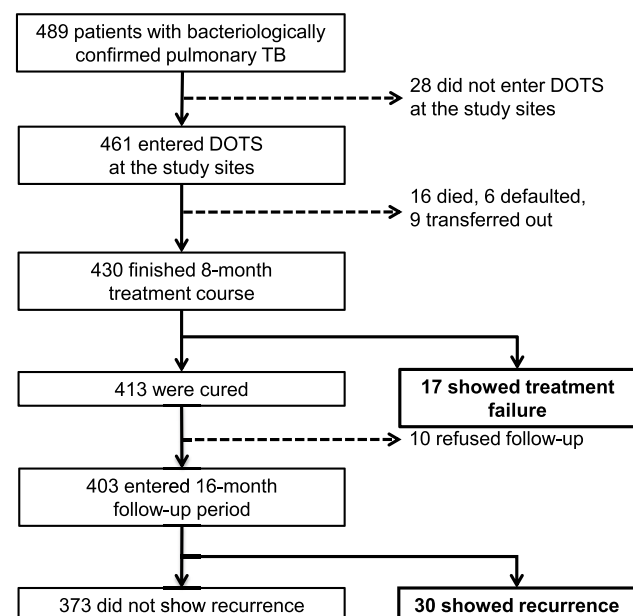 489 patients with bacteriologically
confirmed pulmonary TB
28 did not enter DOTS
at the study sites
461 entered DOTS
at the study sites
16 died, 6 defaulted,
9 transferred out
430 finished 8-month
treatment course
413 were cured
17 showed treatment
failure
10 refused follow-up
403 entered 16-month
follow-up period
373 did not show recurrence
30 showed recurrence